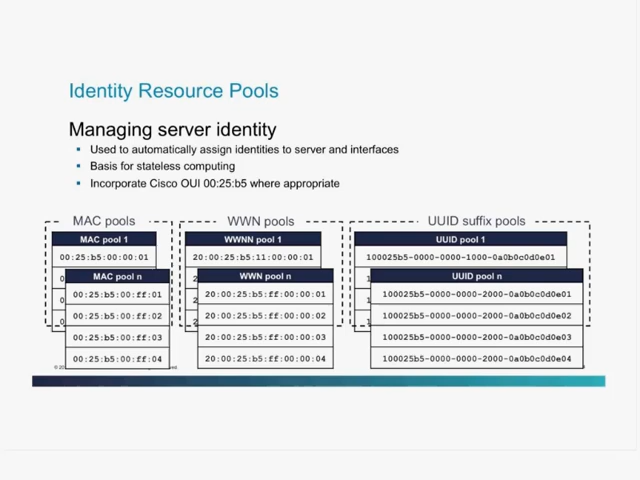 Identity Resource Pools
Managing server identity
Used to automatically assign identities to server and interfaces
Basis for stateless computing
Incorporate Cisco OUI 00:25:b5 where appropriate
MAC pools
MAC pool 1
00:25:b5:00:00:01
MAC pool n
00:25:b5:00:ff:01
00:25:b5:00:ff:02
00:25:b5:00:ff:03
00:25:b5:00:ff:04
WWN pools
WWNN pool 1
20:00:25:b5:11:00:00:01
WWN pool n
20:00:25:b5:ff:00:00:01
20:00:25:b5:ff:00:00:02
20:00:25:b5:ff:00:00:03
20:00:25:b5:ff:00:00:04
UUID suffix pools
UUID pool 1
100025b5-0000-0000-1000-0a0b0c0d0e01
UUID pool n
100025b5-0000-0000-2000-0a0b0c0d0e01
100025b5-0000-0000-2000-0a0b0c0d0e02
100025b5-0000-0000-2000-0a0b0c0d0e03
100025b5-0000-0000-2000-0a0b0c0d0e04